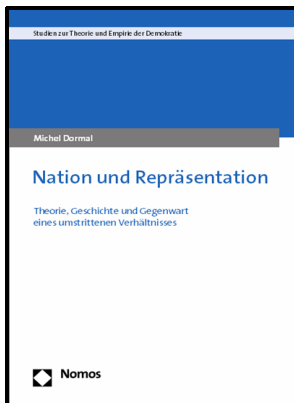 Studien zur Theorie und Empirie der Demokratie
Michel Dormal
Nation und Repräsentation
Theorie, Geschichte und Gegenwart
eines umstrittenen Verhältnisses
Nomos